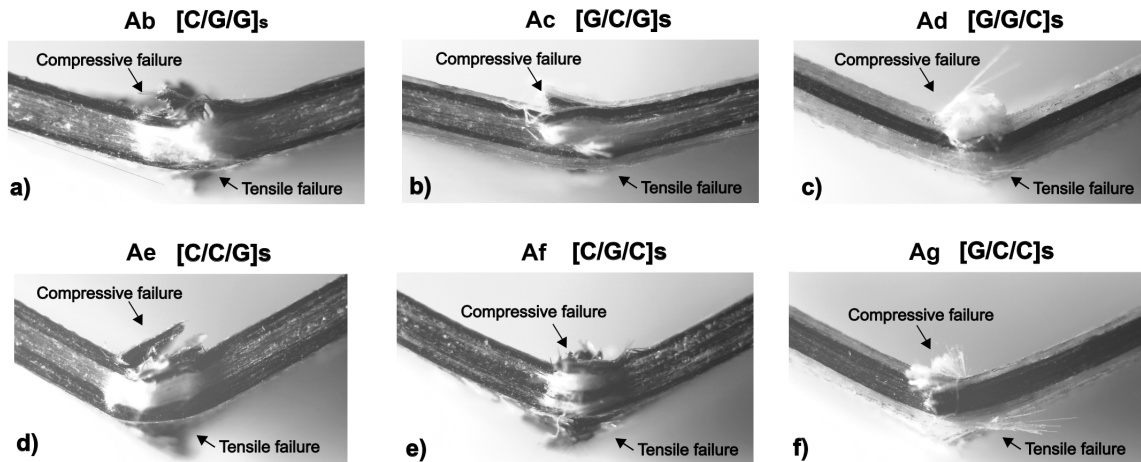 Ab [C/G/G]s
Compressive failure
Tensile failure
a)
Ac [G/C/G]s
Compressive failure
Tensile failure
b)
Ad [G/G/C]s
Compressive failure
Tensile failure
c)
Ae [C/C/G]s
Compressive failure
Tensile failure
d)
Af [C/G/C]s
Compressive failure
Tensile failure
e)
Ag [G/C/C]s
Compressive failure
Tensile failure
f)